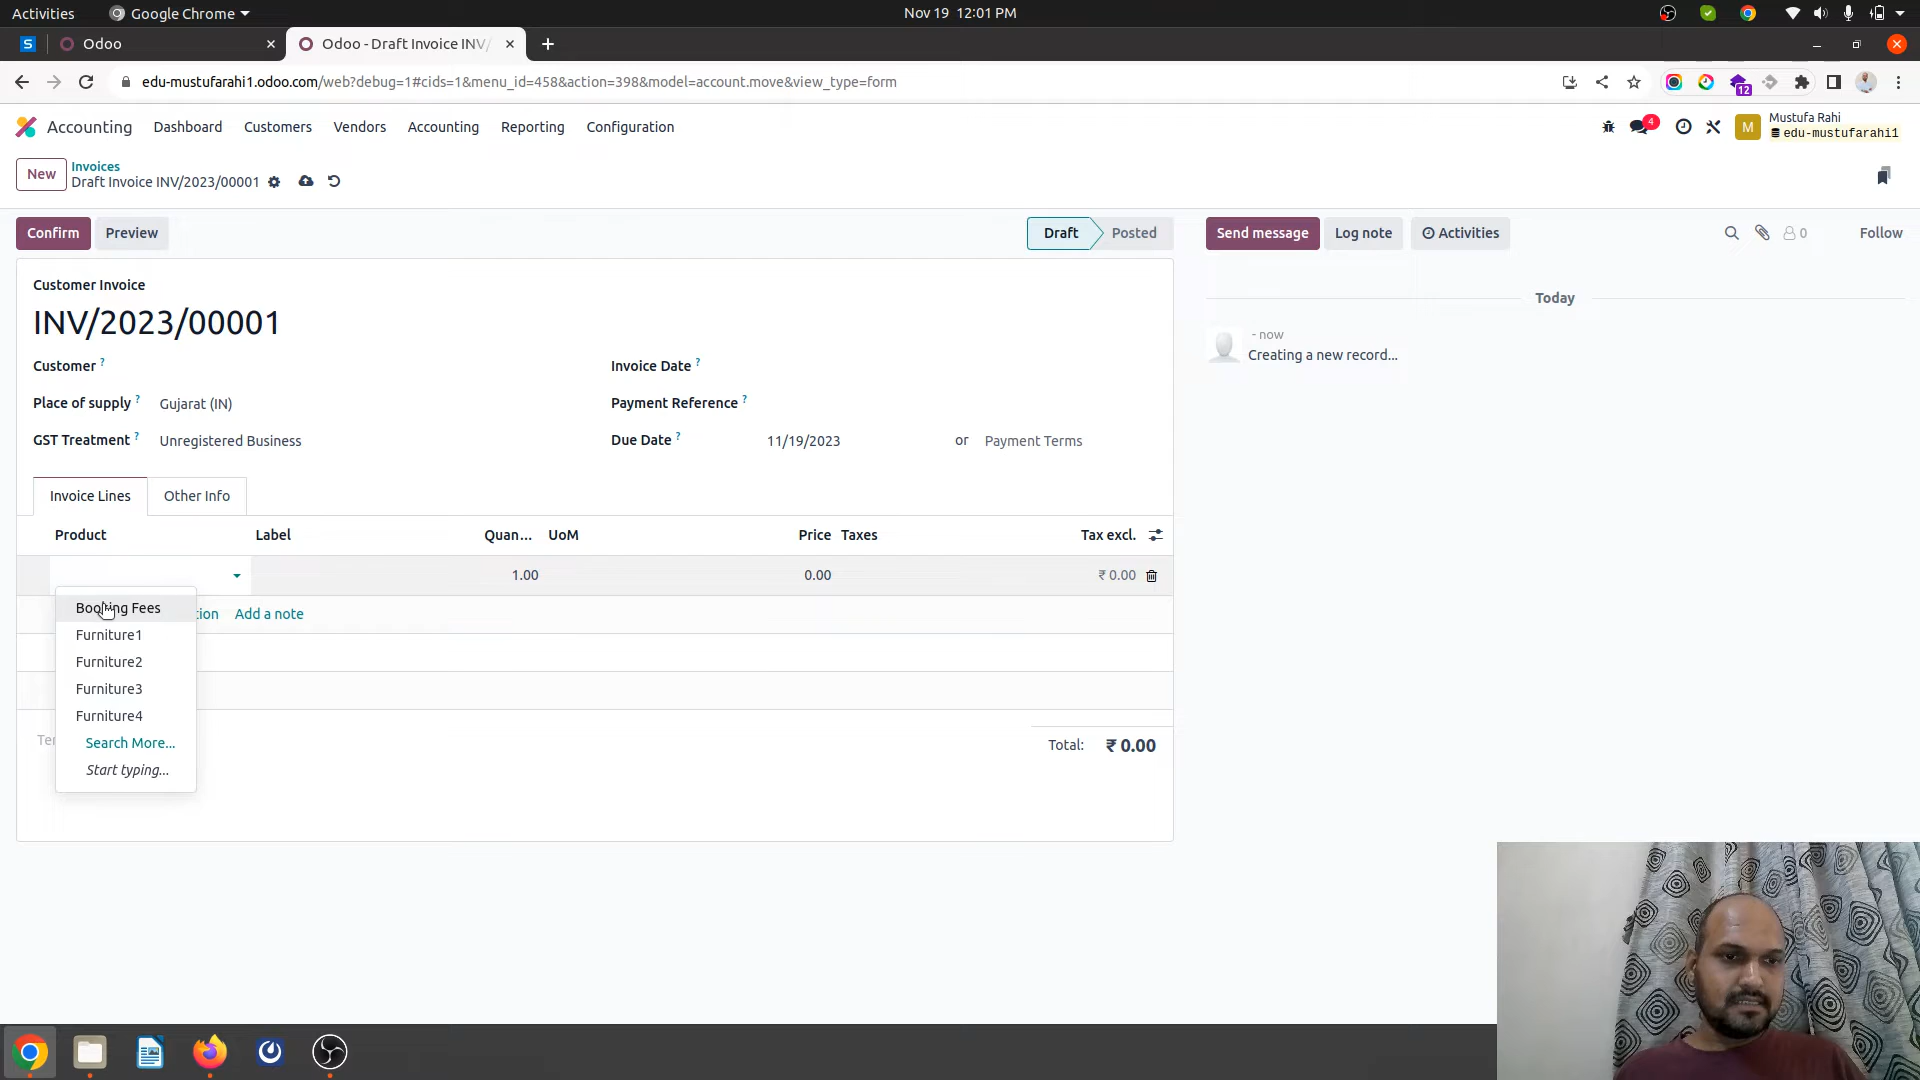 Activities Google Chrome Nov 19 12:01 PM
S Odoo × Odoo - Draft Invoice INV/ × +
edu-mustufarahi1.odoo.com/web?debug=1#cids=1&menu_id=458&action=398&model=account.move&view_type=form 12
Accounting Dashboard Customers Vendors Accounting Reporting Configuration 4 M Mustufa Rahi
edu-mustufarahi1
New Invoices
Draft Invoice INV/2023/00001
Confirm Preview Draft Posted Send message Log note Activities 0 Follow
Customer Invoice
INV/2023/00001
Today
- now
Creating a new record...
Customer ? Invoice Date ?
Place of supply ? Gujarat (IN) Payment Reference ?
GST Treatment ? Unregistered Business Due Date ? 11/19/2023 or Payment Terms
Invoice Lines Other Info
Product Label Quan... UoM Price Taxes Tax excl.
1.00 0.00 ₹ 0.00
Booking Fees tion Add a note
Furniture1
Furniture2
Furniture3
Furniture4
Search More...
Start typing...
Ter
Total: ₹ 0.00